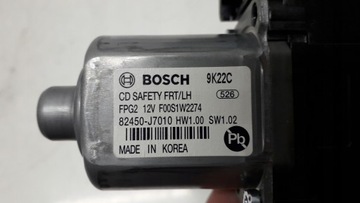 BOSCH 9K22C
CD SAFETY FRT/LH 526
FPG2 12V F00S1W2274
82450-J7010 HW1.00 SW1.02
MADE IN KOREA
Pb